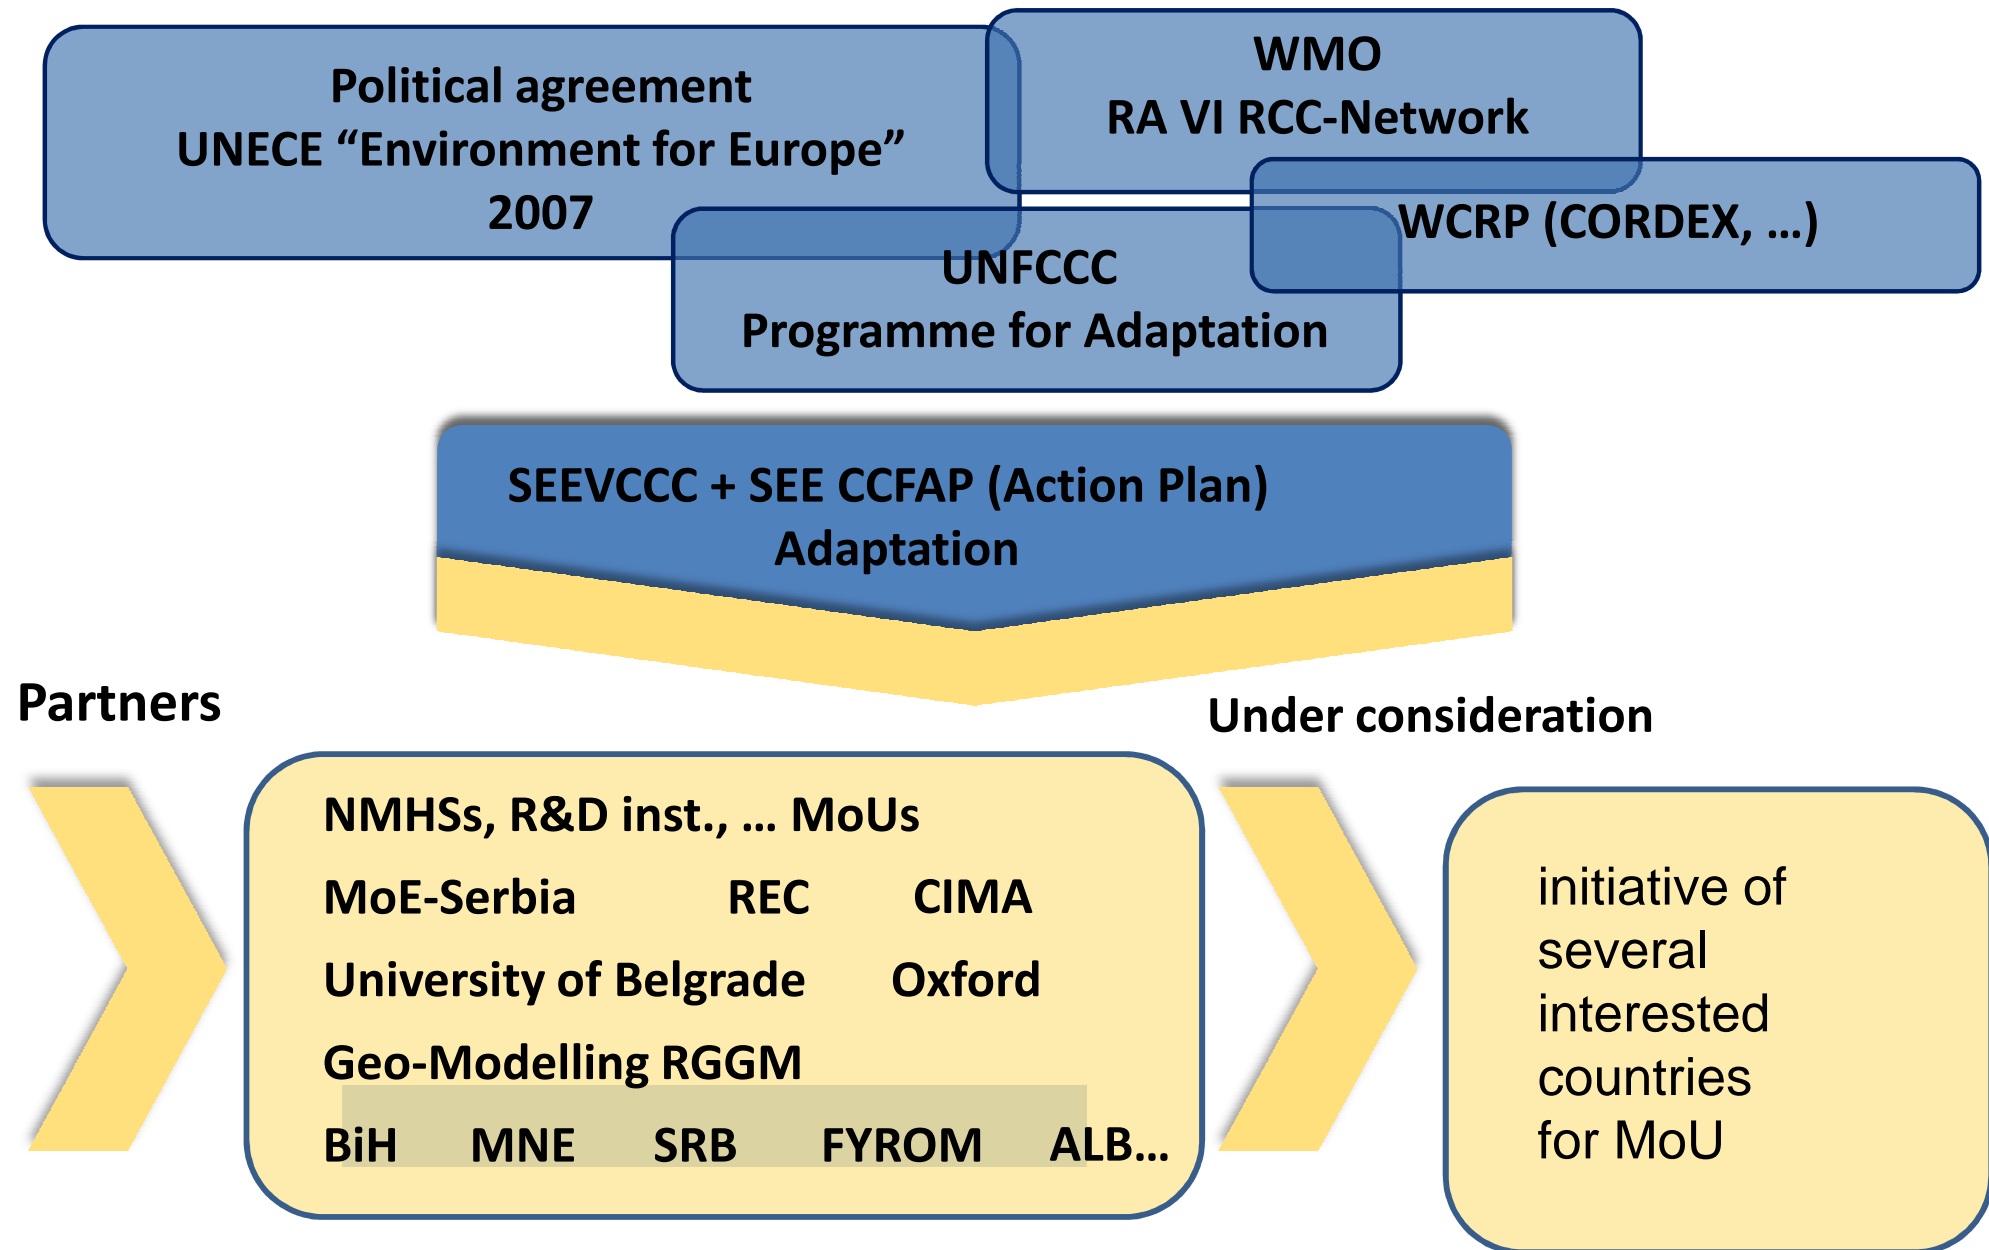 Political agreement
UNECE “Environment for Europe”
2007
WMO
RA VI RCC-Network
WCRP (CORDEX, …)
UNFCCC
Programme for Adaptation
SEEVCCC + SEE CCFAP (Action Plan)
Adaptation
Partners
NMHSs, R&D inst., … MoUs
MoE-Serbia REC CIMA
University of Belgrade Oxford
Geo-Modelling RGGM
BiH MNE SRB FYROM ALB…
Under consideration
initiative of
several
interested
countries
for MoU